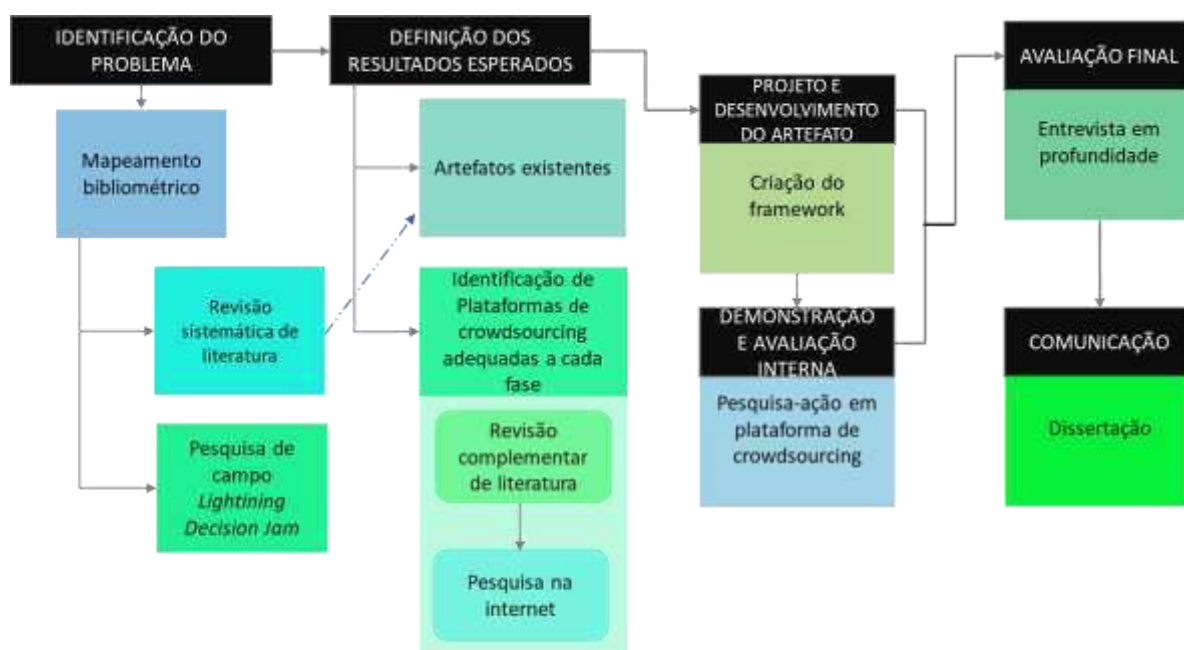 IDENTIFICAÇÃO DO
PROBLEMA
Mapeamento
bibliométrico
Revisão
sistemática de
literatura
Pesquisa de
campo
Lightining
Decision Jam
DEFINIÇÃO DOS
RESULTADOS ESPERADOS
Artefatos existentes
Identificação de
Plataformas de
crowdsourcing
adequadas a cada
fase
Revisão
complementar
de literatura
Pesquisa na
internet
PROJETO E
DESENVOLVIMENTO
DO ARTEFATO
Criação do
framework
DEMONSTRAÇÃO
E AVALIAÇÃO
INTERNA
Pesquisa-ação em
plataforma de
crowdsourcing
AVALIAÇÃO FINAL
Entrevista em
profundidade
COMUNICAÇÃO
Dissertação